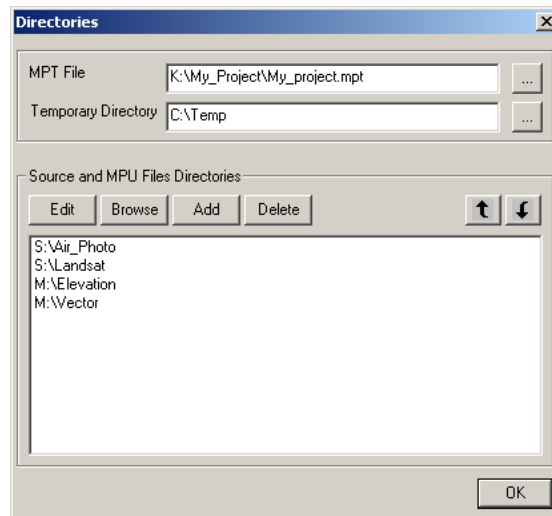 Directories
MPT File K:\My_Project\My_project.mpt ...
Temporary Directory C:\Temp ...
Source and MPU Files Directories
Edit Browse Add Delete
S:\Air_Photo
S:\Landsat
M:\Elevation
M:\Vector
OK